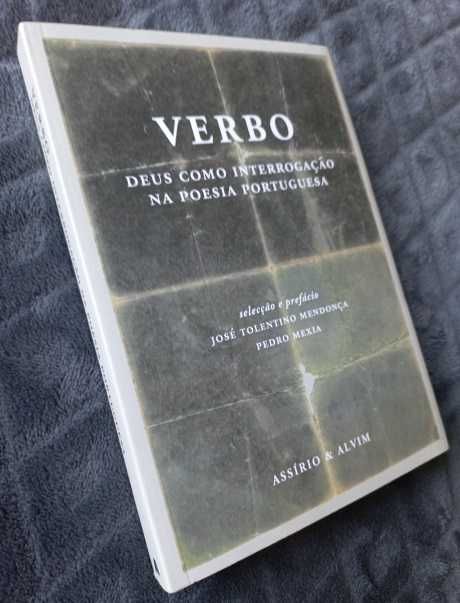 VERBO
DEUS COMO INTERROGAÇÃO
NA POESIA PORTUGUESA
selecção e prefácio
JOSÉ TOLENTINO MENDONÇA
PEDRO MEXIA
ASSÍRIO & ALVIM